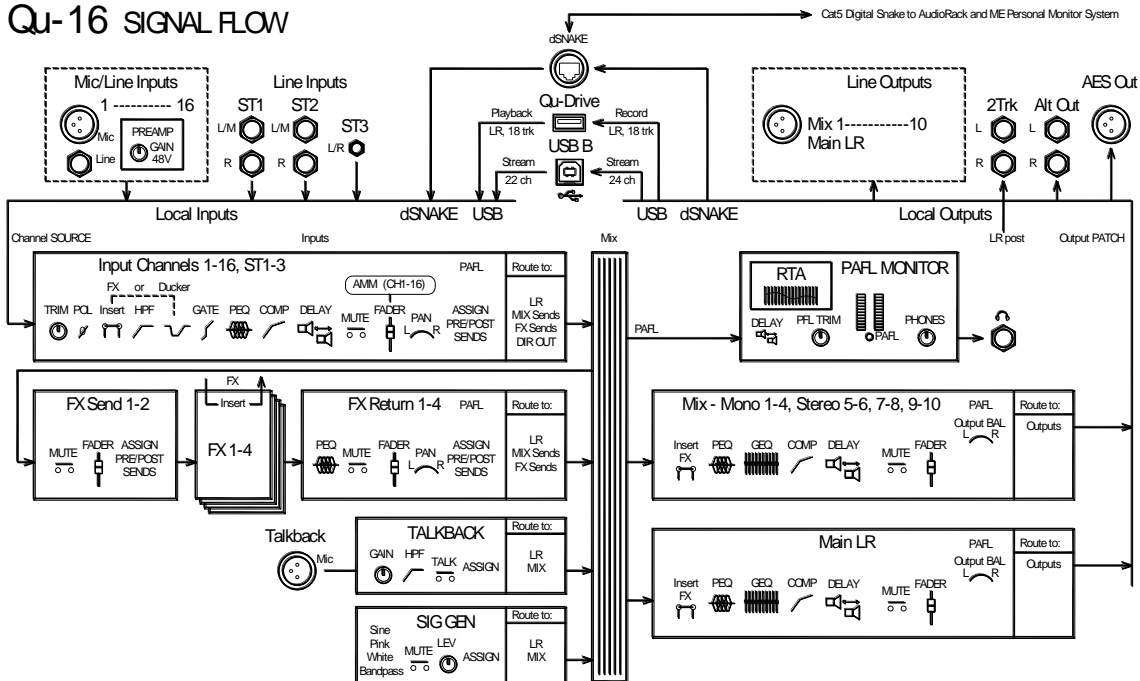 Qu-16 SIGNAL FLOW
Cat5 Digital Snake to AudioRack and ME Personal Monitor System
dSNAKE
Mic/Line Inputs
1 ---------- 16
Mic
Line
PREAMP
GAIN
48V
Line Inputs
ST1
L/M
R
ST2
L/M
R
ST3
L/R
Qu-Drive
Playback
LR, 18 trk
Record
LR, 18 trk
USB B
Stream
22 ch
Stream
24 ch
Line Outputs
Mix 1-----------10
Main LR
2Trk
L
R
Alt Out
L
R
AES Out
Local Inputs
dSNAKE
USB
USB
dSNAKE
Local Outputs
Channel SOURCE
Inputs
Mix
LR post
Output PATCH
Input Channels 1-16, ST1-3
PAFL
Route to:
FX or Ducker
AMM (CH1-16)
TRIM
POL
Insert
HPF
GATE
PEQ
COMP
DELAY
MUTE
FADER
L
PAN
R
ASSIGN
PRE/POST
SENDS
LR
MIX Sends
FX Sends
DIR OUT
PAFL
RTA
PAFL MONITOR
DELAY
PFL TRIM
PAFL
PHONES
FX Send 1-2
MUTE
FADER
ASSIGN
PRE/POST
SENDS
FX
Insert
FX 1-4
FX Return 1-4
PAFL
Route to:
PEQ
MUTE
FADER
L
PAN
R
ASSIGN
PRE/POST
SENDS
LR
MIX Sends
FX Sends
Mix - Mono 1-4, Stereo 5-6, 7-8, 9-10
PAFL
Route to:
Insert
FX
PEQ
GEQ
COMP
DELAY
MUTE
FADER
Output BAL
L
R
Outputs
Talkback
Mic
TALKBACK
Route to:
GAIN
HPF
TALK
ASSIGN
LR
MIX
Main LR
PAFL
Route to:
Insert
FX
PEQ
GEQ
COMP
DELAY
MUTE
FADER
Output BAL
L
R
Outputs
SIG GEN
Route to:
Sine
Pink
White
Bandpass
MUTE
LEV
ASSIGN
LR
MIX